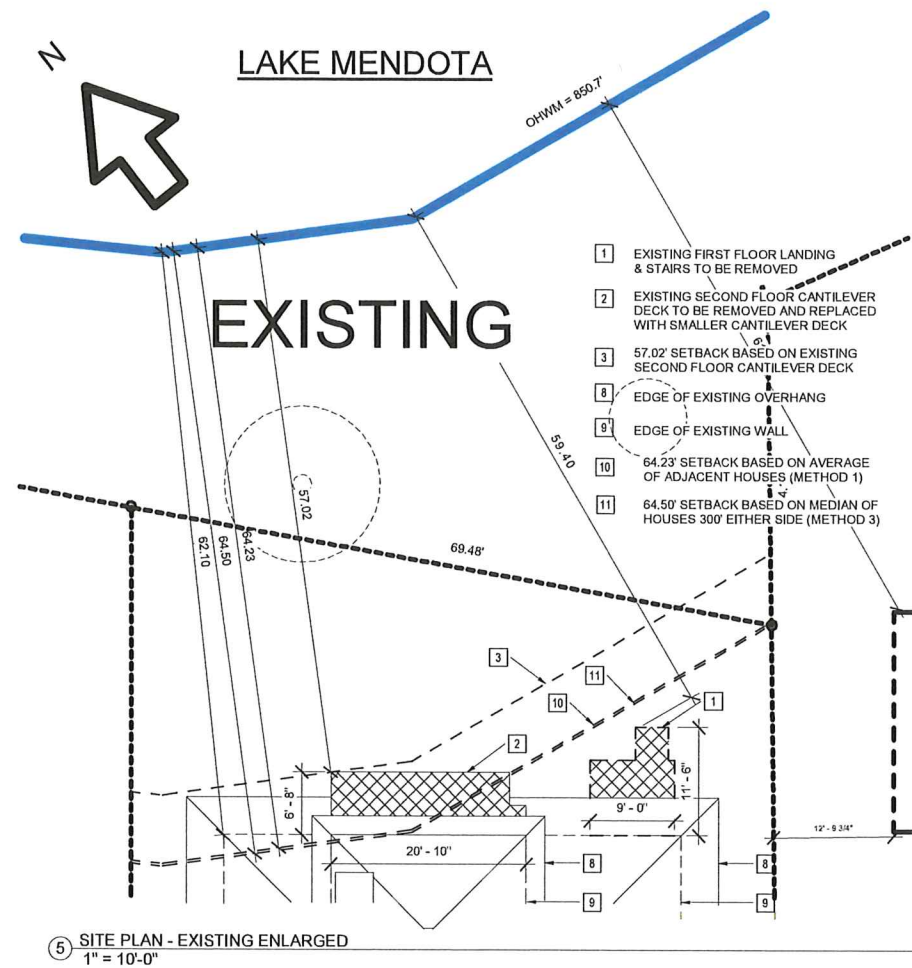 N
LAKE MENDOTA
OHWM = 850.7'
EXISTING
1 EXISTING FIRST FLOOR LANDING
& STAIRS TO BE REMOVED
2 EXISTING SECOND FLOOR CANTILEVER
DECK TO BE REMOVED AND REPLACED
WITH SMALLER CANTILEVER DECK
3 57.02' SETBACK BASED ON EXISTING
SECOND FLOOR CANTILEVER DECK
8 EDGE OF EXISTING OVERHANG
9 EDGE OF EXISTING WALL
10 64.23' SETBACK BASED ON AVERAGE
OF ADJACENT HOUSES (METHOD 1)
11 64.50' SETBACK BASED ON MEDIAN OF
HOUSES 300' EITHER SIDE (METHOD 3)
62.10
64.50
64.23
57.02
59.40
69.48'
3
11
10
1
2
6' - 8"
11' - 6"
9' - 0"
20' - 10"
12' - 9 3/4"
8
8
9
9
5 SITE PLAN - EXISTING ENLARGED
1" = 10'-0"